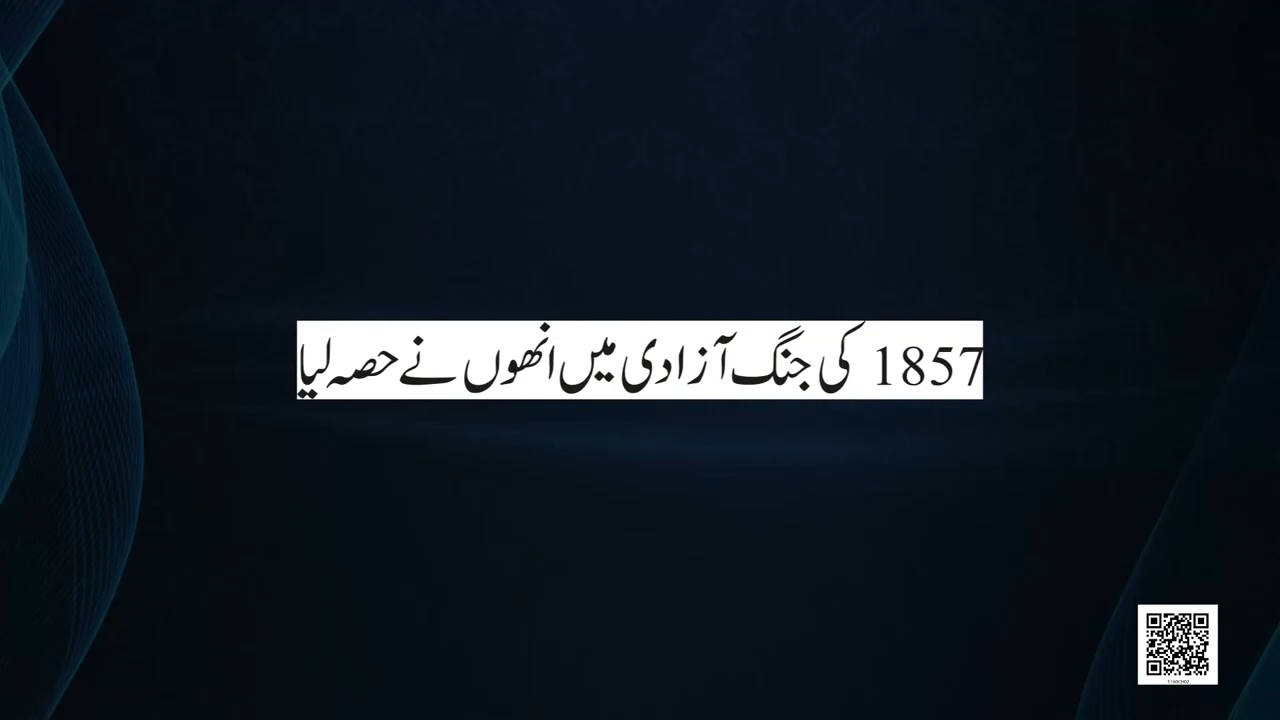 1857 کی جنگ آزادی میں انھوں نے حصہ لیا